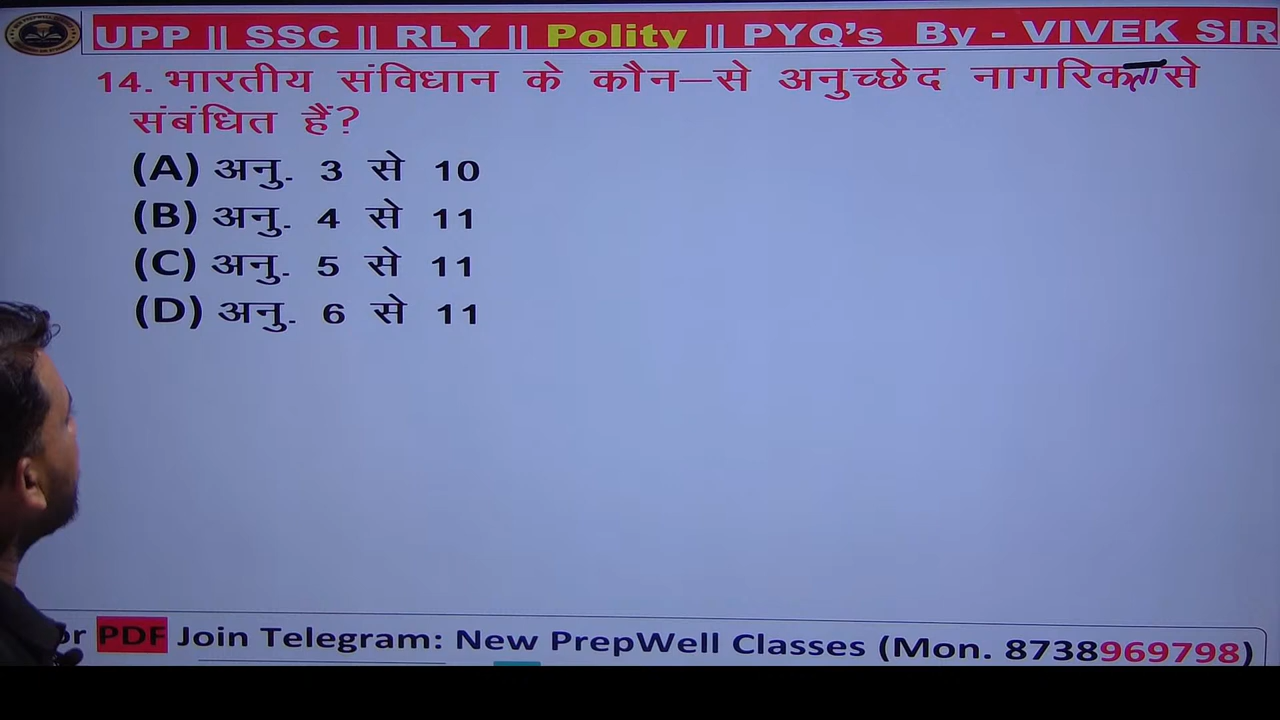 UPP || SSC || RLY || Polity || PYQ's By - VIVEK SIR
14. भारतीय संविधान के कौन–से अनुच्छेद नागरिकता से
संबंधित हैं?
(A) अनु. 3 से 10
(B) अनु. 4 से 11
(C) अनु. 5 से 11
(D) अनु. 6 से 11
PDF Join Telegram: New PrepWell Classes (Mon. 8738969798)